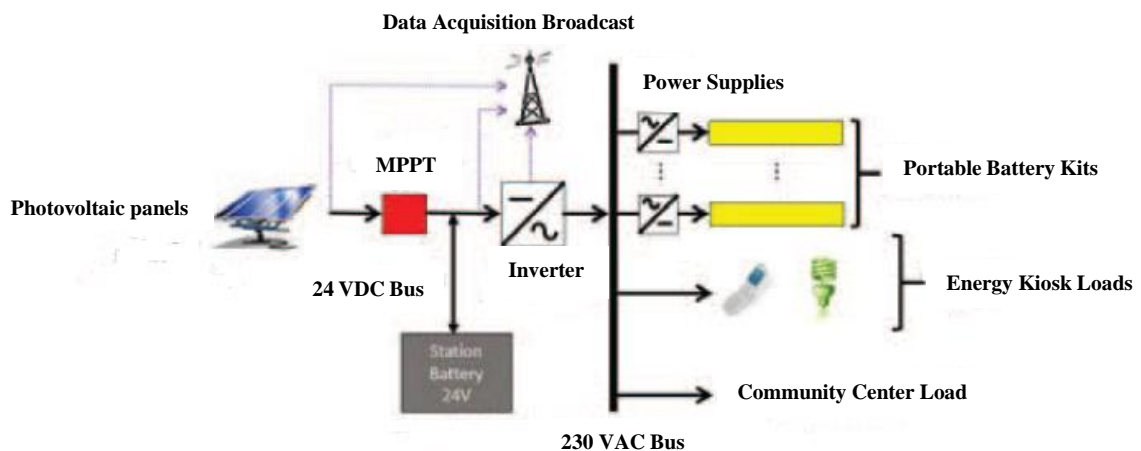 Data Acquisition Broadcast
Power Supplies
MPPT
Portable Battery Kits
Photovoltaic panels
Inverter
24 VDC Bus
Energy Kiosk Loads
Station
Battery
24V
Community Center Load
230 VAC Bus